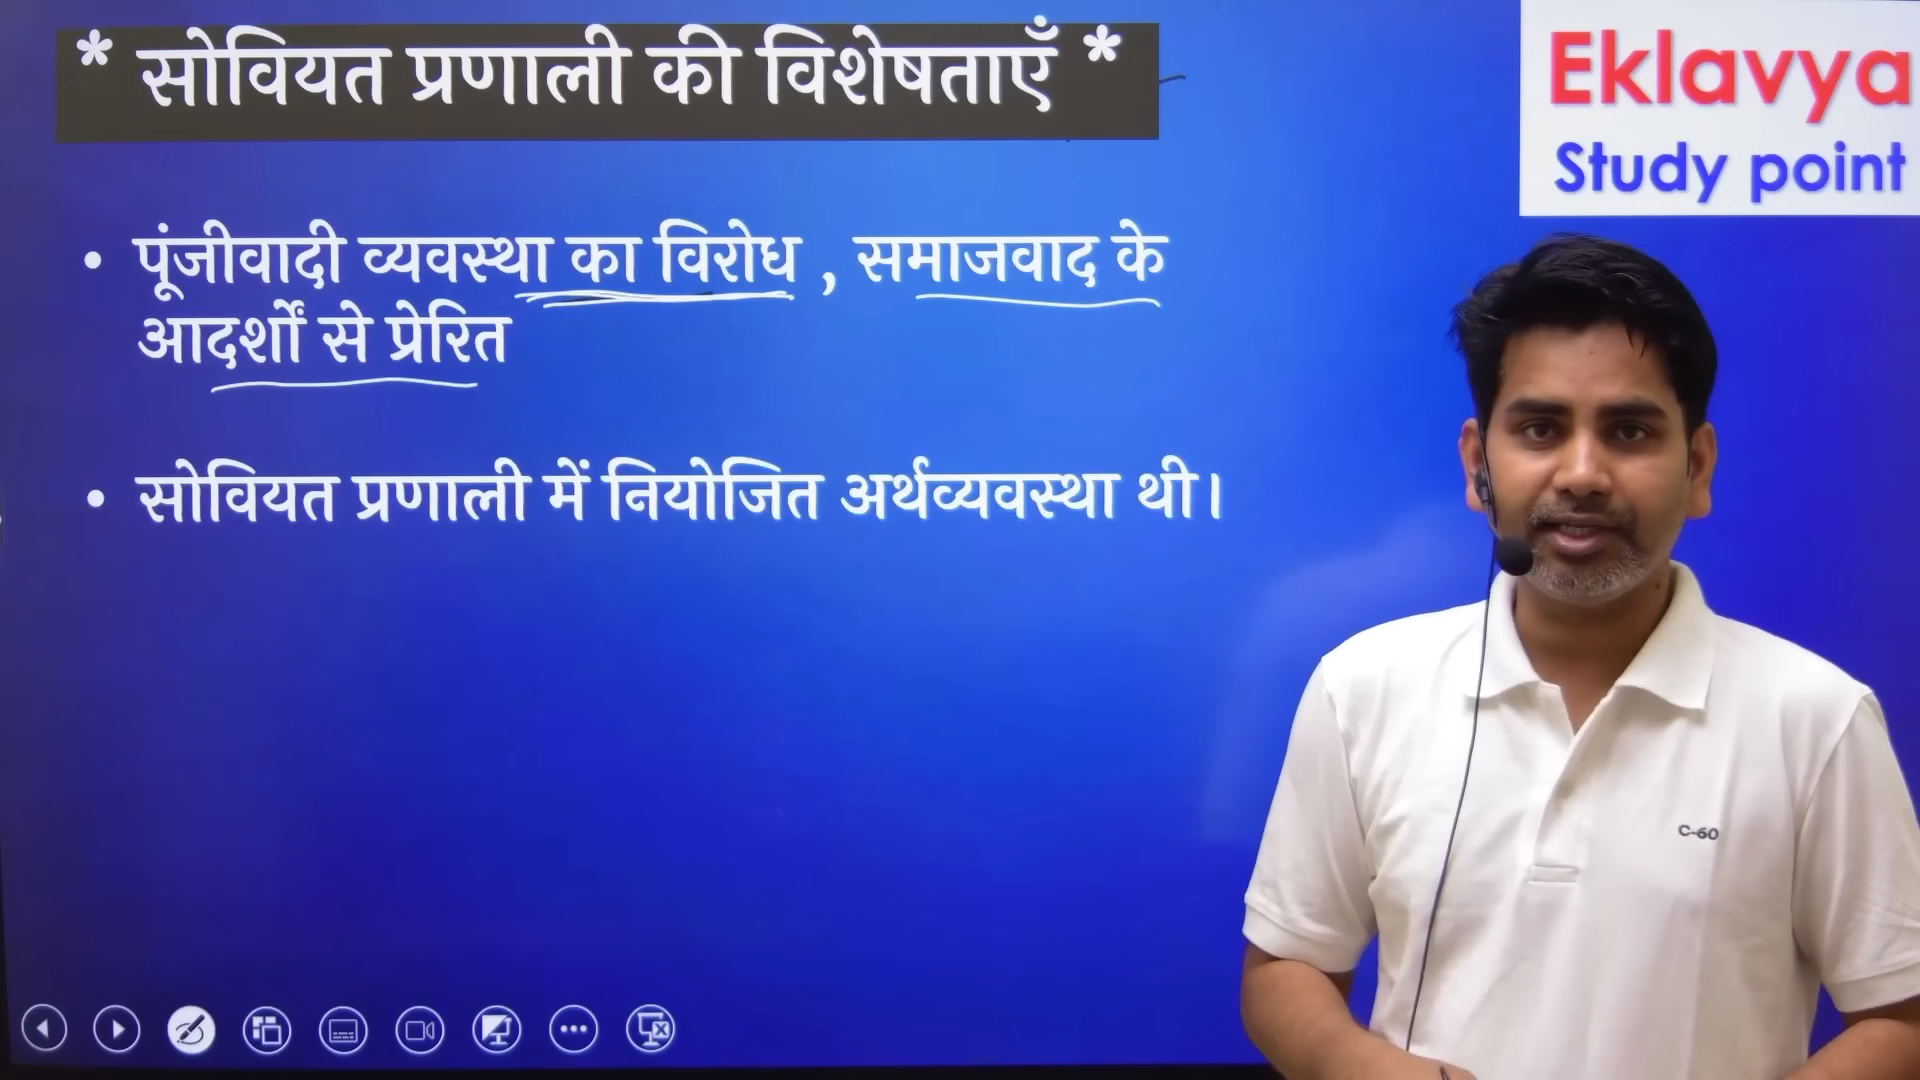 * सोवियत प्रणाली की विशेषताएँ *
Eklavya
Study point
• पूंजीवादी व्यवस्था का विरोध , समाजवाद के
आदर्शों से प्रेरित
• सोवियत प्रणाली में नियोजित अर्थव्यवस्था थी।
C-60